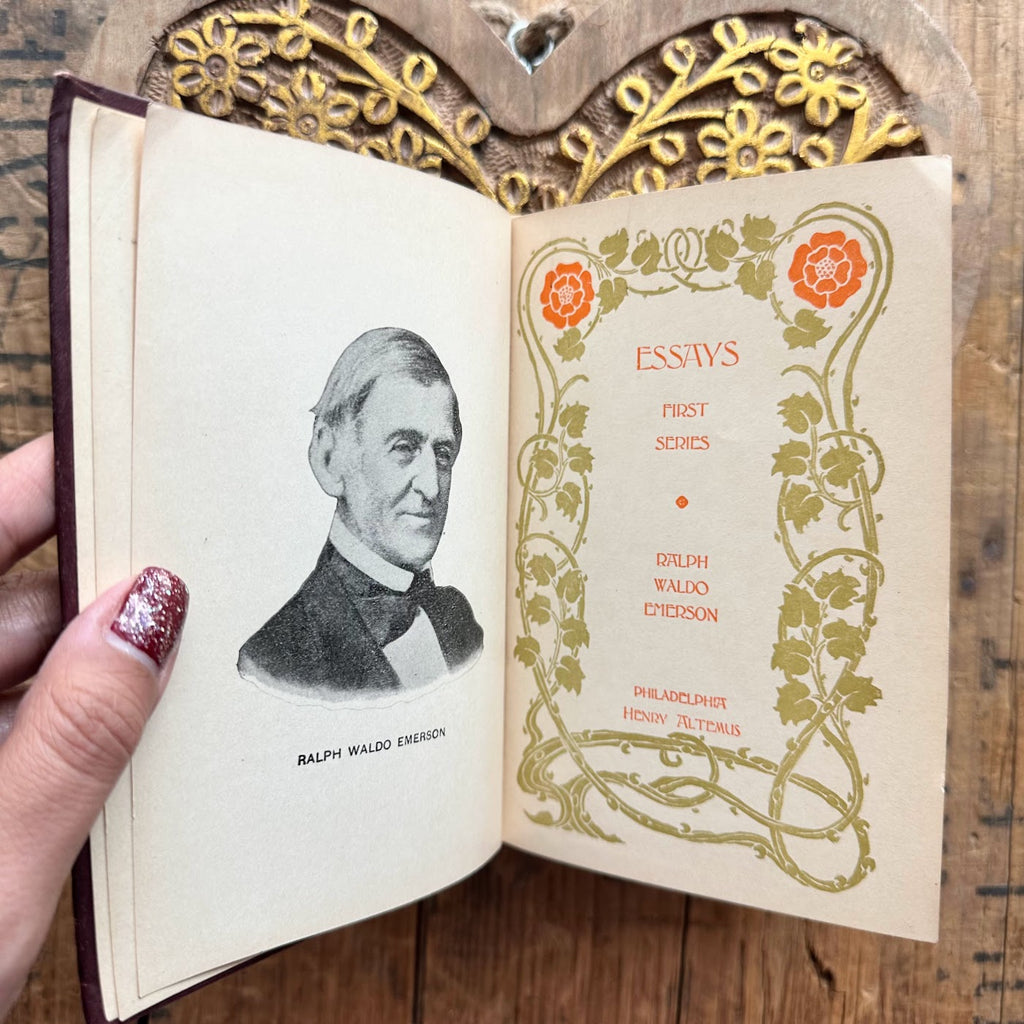 RALPH WALDO EMERSON
ESSAYS
FIRST
SERIES
RALPH
WALDO
EMERSON
PHILADELPHIA
HENRY ALTEMUS